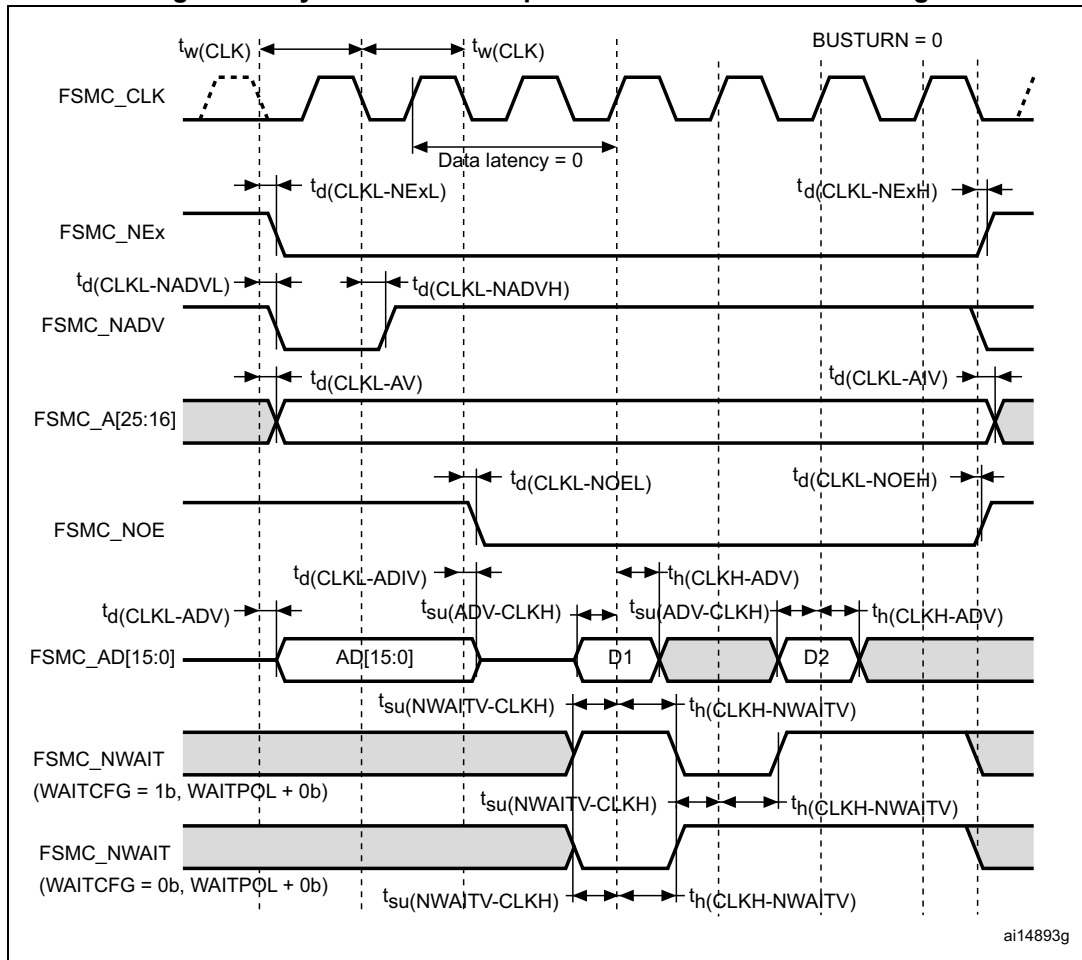 tw(CLK) tw(CLK) BUSTURN = 0
FSMC_CLK
Data latency = 0
td(CLKL-NExL) td(CLKL-NExH)
FSMC_NEx
td(CLKL-NADVL) td(CLKL-NADVH)
FSMC_NADV
td(CLKL-AV) td(CLKL-AIV)
FSMC_A[25:16]
td(CLKL-NOEL) td(CLKL-NOEH)
FSMC_NOE
td(CLKL-ADIV) th(CLKH-ADV)
td(CLKL-ADV) tsu(ADV-CLKH) tsu(ADV-CLKH) th(CLKH-ADV)
FSMC_AD[15:0] AD[15:0] D1 D2
tsu(NWAITV-CLKH) th(CLKH-NWAITV)
FSMC_NWAIT
(WAITCFG = 1b, WAITPOL + 0b)
tsu(NWAITV-CLKH) th(CLKH-NWAITV)
FSMC_NWAIT
(WAITCFG = 0b, WAITPOL + 0b)
tsu(NWAITV-CLKH) th(CLKH-NWAITV)
ai14893g